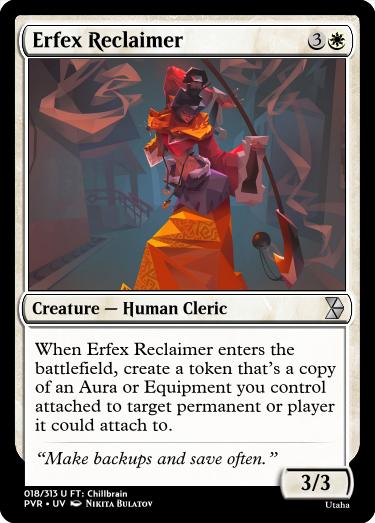 Erfex Reclaimer 3
Creature — Human Cleric
When Erfex Reclaimer enters the
battlefield, create a token that's a copy
of an Aura or Equipment you control
attached to target permanent or player
it could attach to.
“Make backups and save often.”
3/3
018/313 U FT: Chillbrain
PVR • UV Nikita Bulatov
Utaha